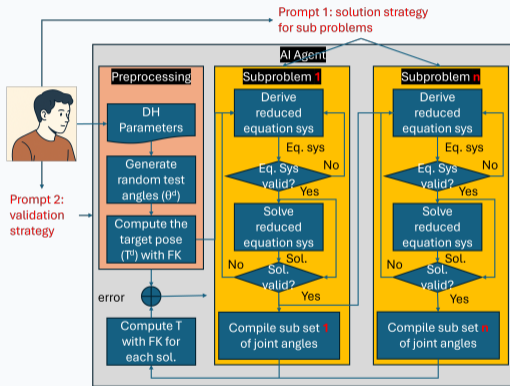 Prompt 1: solution strategy
for sub problems
AI Agent
Preprocessing
DH
Parameters
Generate
random test
angles (θᵈ)
Compute the
target pose
(Tᵈ) with FK
Prompt 2:
validation
strategy
error
Compute T
with FK for
each sol.
Subproblem 1
Derive
reduced
equation sys
Eq. sys
No
Eq. Sys
valid?
Yes
Solve
reduced
equation sys
Sol.
No
Sol.
valid?
Yes
Compile sub set 1
of joint angles
Subproblem n
Derive
reduced
equation sys
Eq. sys
No
Eq. Sys
valid?
Yes
Solve
reduced
equation sys
Sol.
No
Sol.
valid?
Yes
Compile sub set n
of joint angles